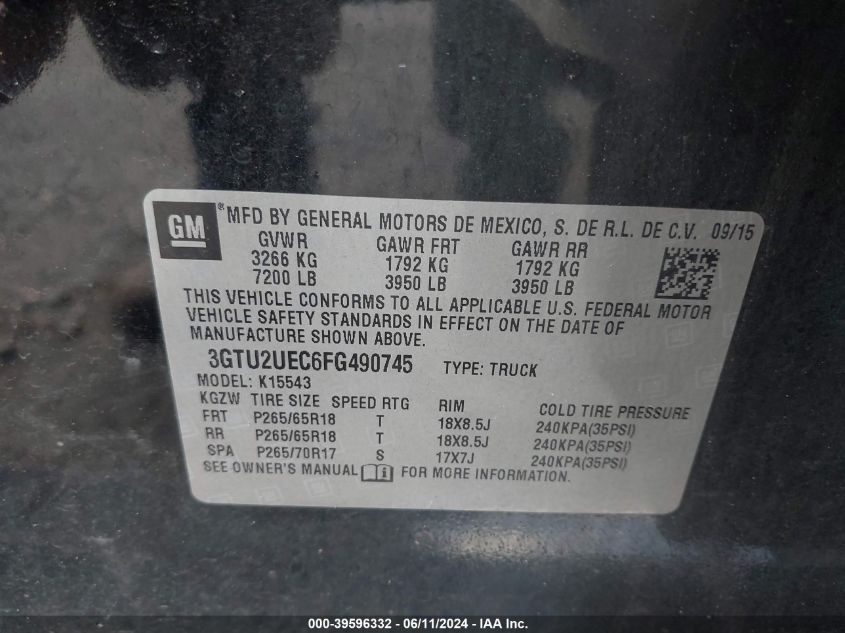 GM ® MFD BY GENERAL MOTORS DE MEXICO, S. DE R.L. DE C.V. 09/15
GVWR GAWR FRT GAWR RR
3266 KG 1792 KG 1792 KG
7200 LB 3950 LB 3950 LB
THIS VEHICLE CONFORMS TO ALL APPLICABLE U.S. FEDERAL MOTOR
VEHICLE SAFETY STANDARDS IN EFFECT ON THE DATE OF
MANUFACTURE SHOWN ABOVE.
3GTU2UEC6FG490745 TYPE: TRUCK
MODEL: K15543
KGZW TIRE SIZE SPEED RTG RIM COLD TIRE PRESSURE
FRT P265/65R18 T 18X8.5J 240KPA(35PSI)
RR P265/65R18 T 18X8.5J 240KPA(35PSI)
SPA P265/70R17 S 17X7J 240KPA(35PSI)
SEE OWNER'S MANUAL FOR MORE INFORMATION.
000-39596332 - 06/11/2024 - IAA Inc.